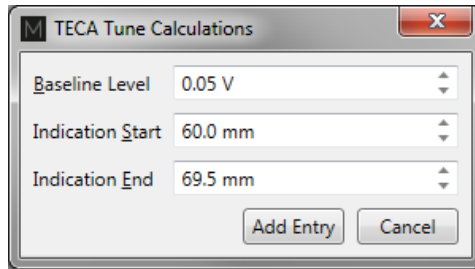 M TECA Tune Calculations
Baseline Level 0.05 V
Indication Start 60.0 mm
Indication End 69.5 mm
Add Entry Cancel